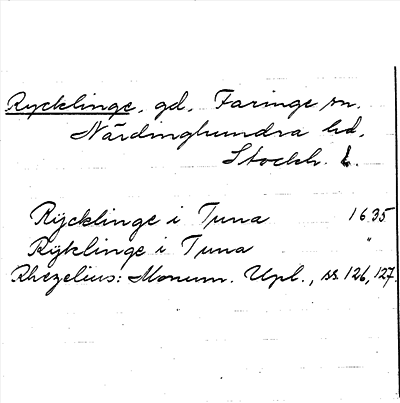 Rycklinge, gd, Faringe sn.
Närdinghundra hd.
Stockh. L.
Rÿcklinge i Tuna 1635
Rÿklinge i Tuna "
Rhezelius: Monum. Upl., ss 126, 127.